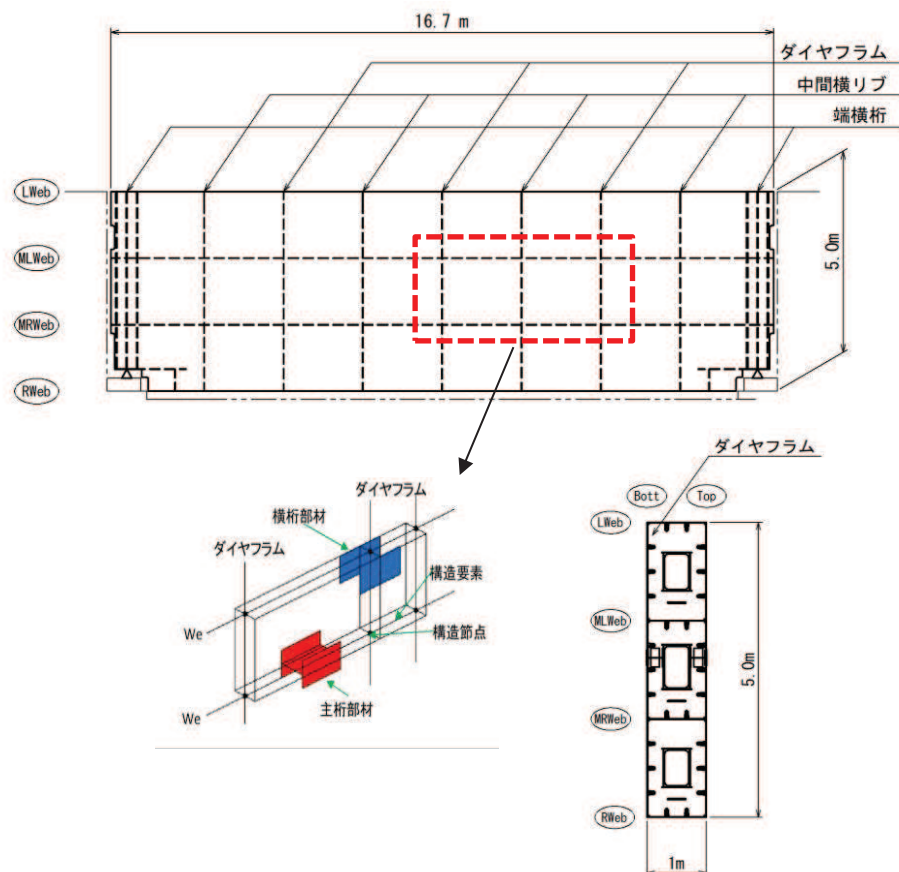 16.7 m
ダイヤフラム
中間横リブ
端横桁
LWeb
MLWeb
MRWeb
RWeb
5.0m
ダイヤフラム
横桁部材
ダイヤフラム
構造要素
構造節点
We
We
主桁部材
ダイヤフラム
Bott
Top
LWeb
MLWeb
MRWeb
RWeb
5.0m
1m